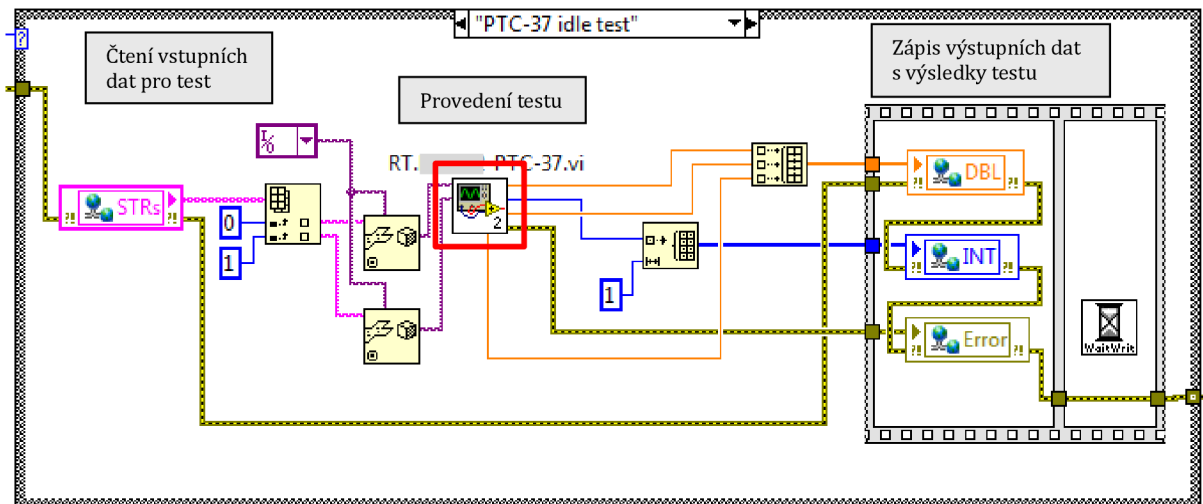 "PTC-37 idle test"
Čtení vstupních
dat pro test
Provedení testu
Zápis výstupních dat
s výsledky testu
I/0
RT. PTC-37.vi
?
STRs
?!
?!
0
1
2
1
?!
DBL
?!
?!
INT
?!
?!
Error
?!
WaitWrit